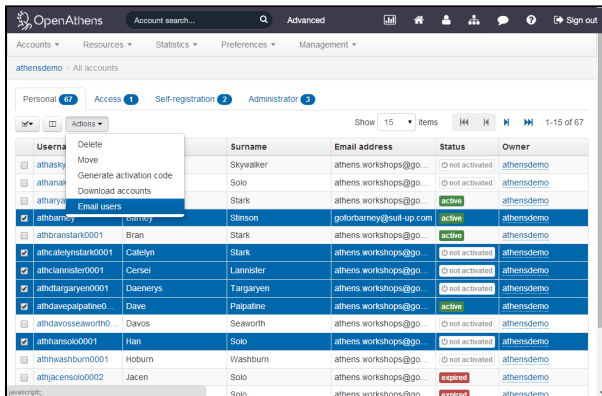 OpenAthens Account search... Advanced Sign out
Accounts Resources Statistics Preferences Management
athensdemo > All accounts
Personal 67 Access 1 Self-registration 2 Administrator 3
Actions Show 15 items 1-15 of 67
Delete
Move
Generate activation code
Download accounts
Email users
Userna Surname Email address Status Owner
athasky Skywalker athens.workshops@go... not activated athensdemo
athanak Solo athens.workshops@go... not activated athensdemo
atharya Stark athens.workshops@go... active athensdemo
athbarney Barney Stinson goforbarney@suit-up.com active athensdemo
athbranstark0001 Bran Stark athens.workshops@go... active athensdemo
athcatelynstark0001 Catelyn Stark athens.workshops@go... not activated athensdemo
athclannister0001 Cersei Lannister athens.workshops@go... not activated athensdemo
athdtargaryen0001 Daenerys Targaryen athens.workshops@go... not activated athensdemo
athdavepalpatine0... Dave Palpatine athens.workshops@go... active athensdemo
athdavosseaworth0... Davos Seaworth athens.workshops@go... not activated athensdemo
athhansolo0001 Han Solo athens.workshops@go... not activated athensdemo
athhwashburn0001 Hoburn Washburn athens.workshops@go... not activated athensdemo
athjacensolo0002 Jacen Solo athens.workshops@go... expired athensdemo
javascript:;